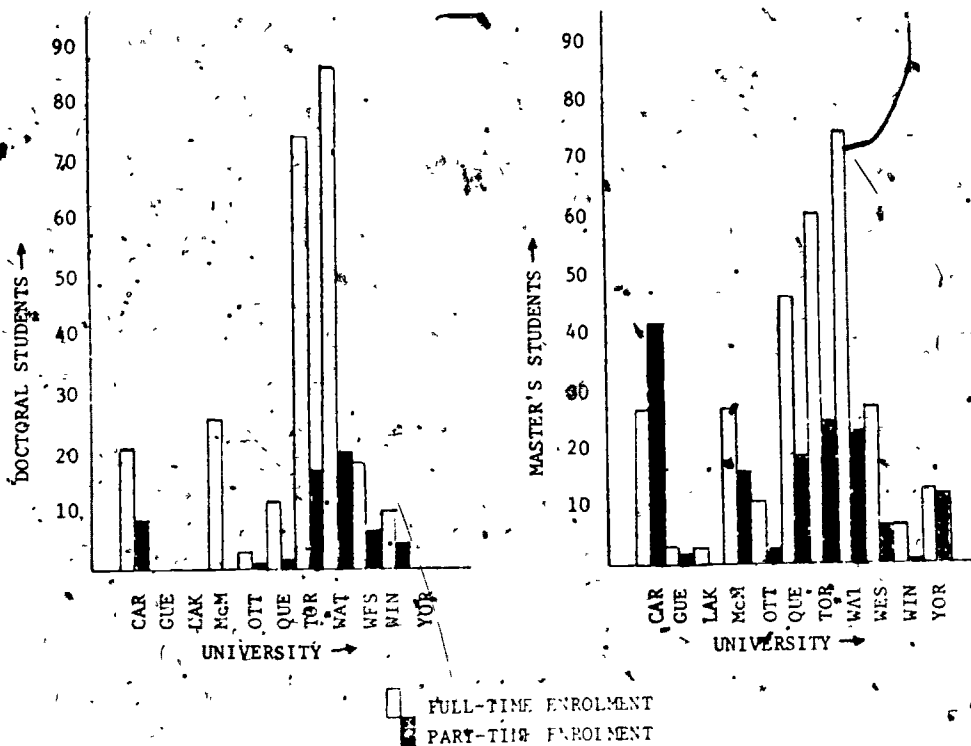 90
80
70
60
50
40
30
20
10
DOCTORAL STUDENTS →
CAR
GUE
LAK
McM
OTT
QUE
TOR
WAT
WES
WIN
YOR
UNIVERSITY →
90
80
70
60
50
40
30
20
10
MASTER'S STUDENTS →
CAR
GUE
LAK
McM
OTT
QUE
TOR
WAT
WES
WIN
YOR
UNIVERSITY →
FULL-TIME ENROLMENT
PART-TIME ENROLMENT